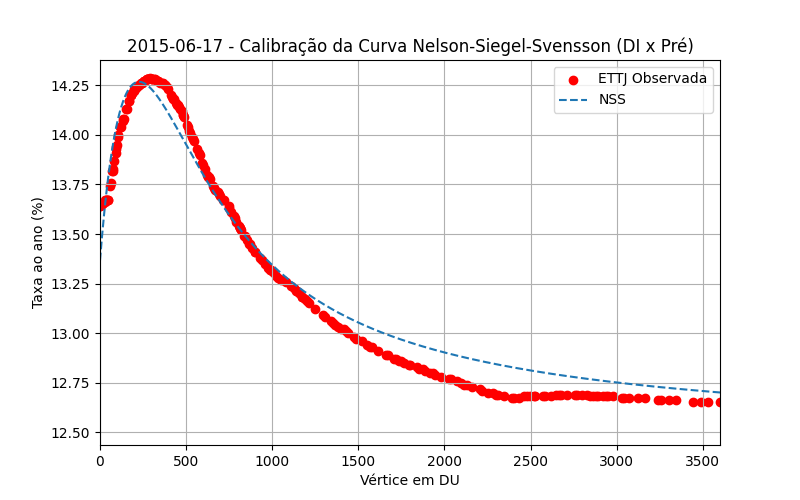 2015-06-17 - Calibração da Curva Nelson-Siegel-Svensson (DI x Pré)
ETTJ Observada
NSS
Taxa ao ano (%)
14.25
14.00
13.75
13.50
13.25
13.00
12.75
12.50
0 500 1000 1500 2000 2500 3000 3500
Vértice em DU